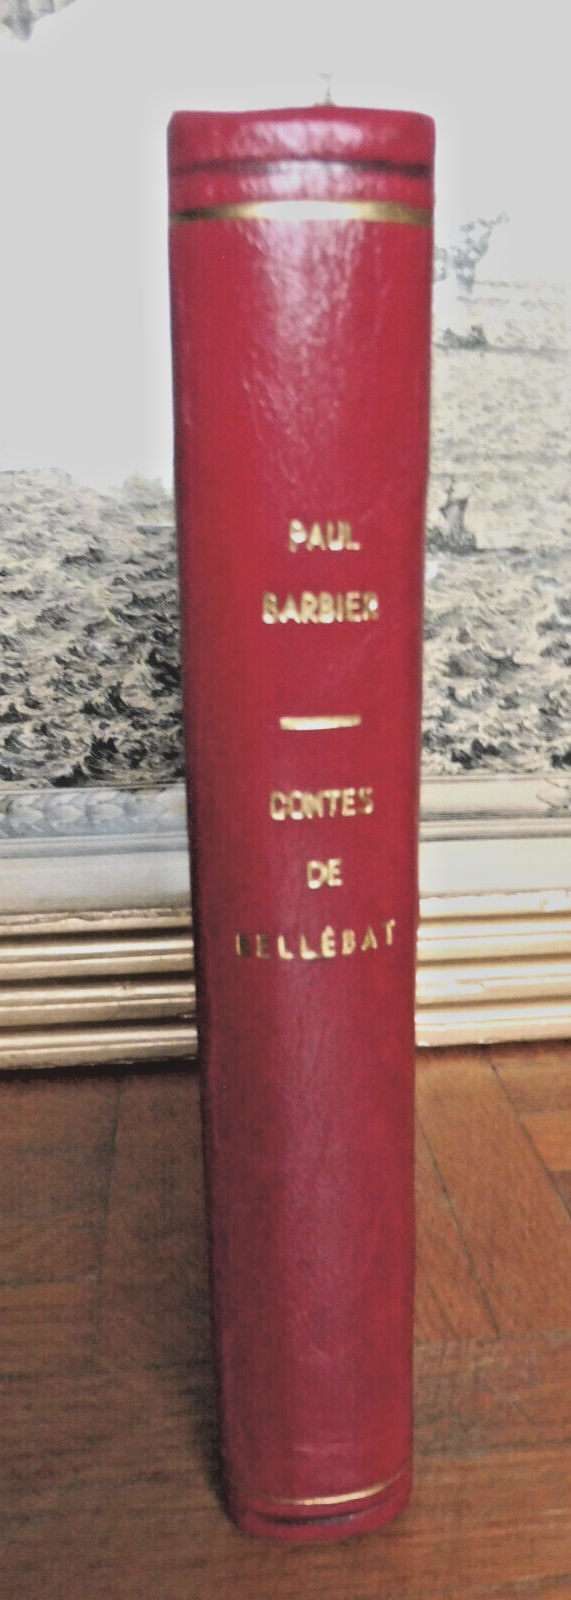 PAUL
BARBIER
CONTES
DE
BELLÉBAT